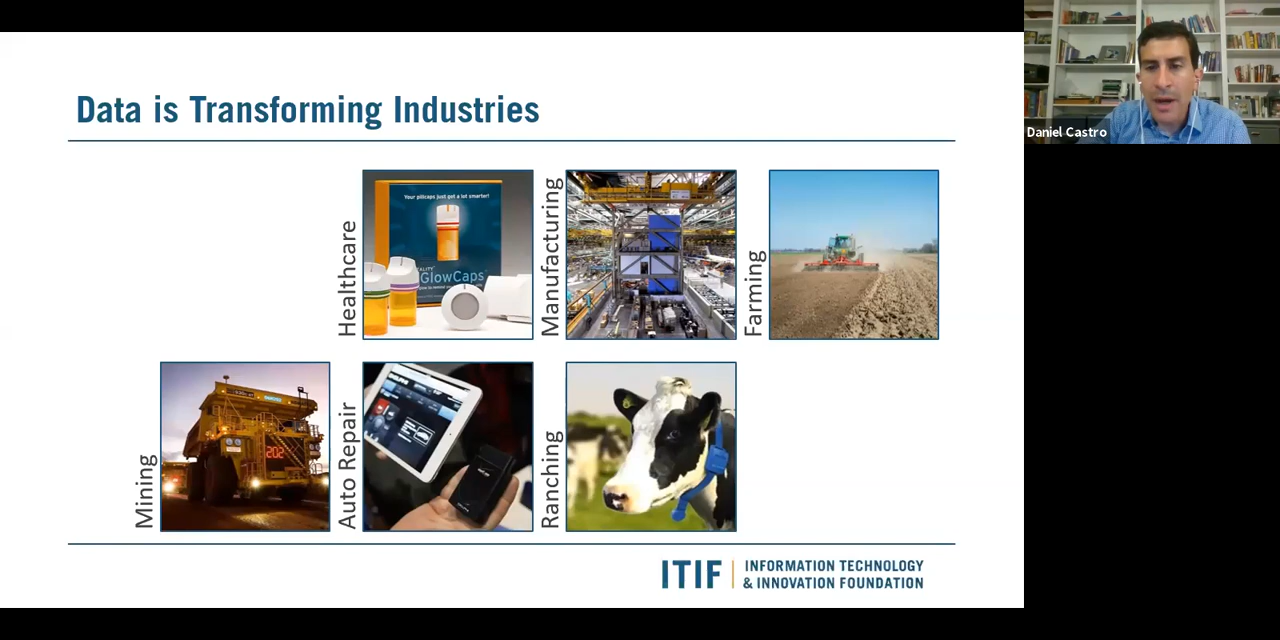 Data is Transforming Industries
Daniel Castro
Healthcare
Your pillcaps just got a lot smarter!
GlowCaps
Manufacturing
Farming
Mining
202
Auto Repair
Ranching
ITIF
INFORMATION TECHNOLOGY
& INNOVATION FOUNDATION